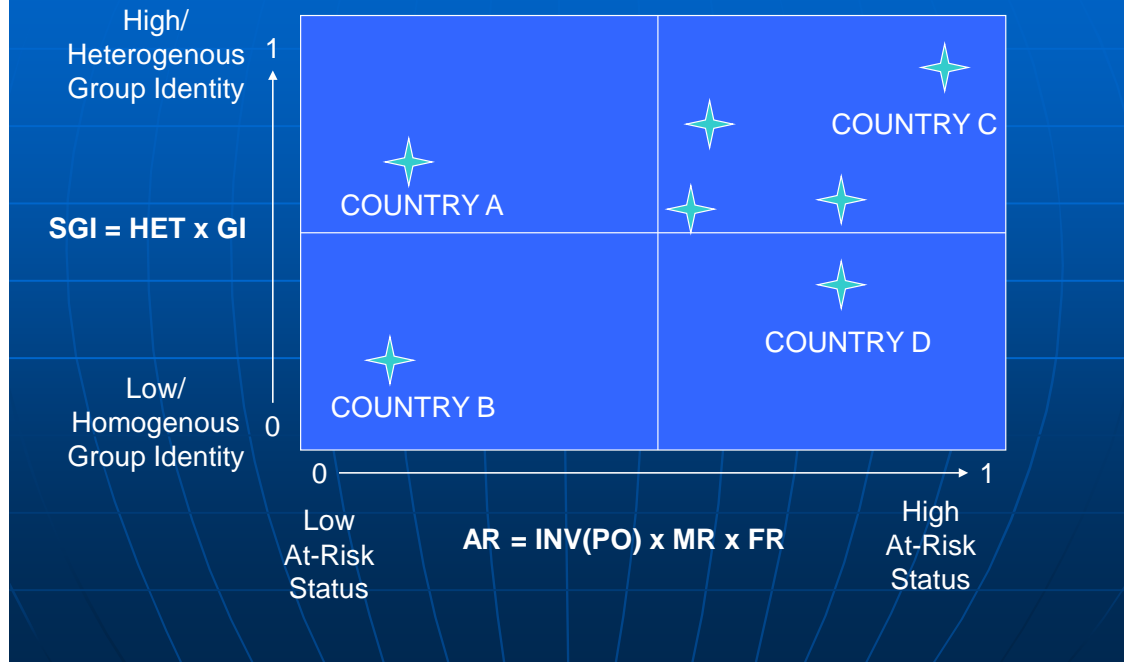 High/
Heterogenous
Group Identity
1
COUNTRY C
COUNTRY A
SGI = HET x GI
COUNTRY D
Low/
Homogenous
Group Identity
0
COUNTRY B
0
1
Low
At-Risk
Status
AR = INV(PO) x MR x FR
High
At-Risk
Status